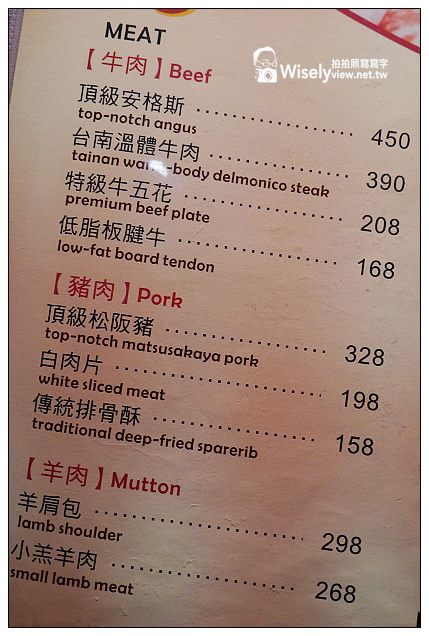 MEAT
拍拍照寫寫字
Wiselyview.net.tw
【牛肉】Beef
頂級安格斯 450
top-notch angus
台南溫體牛肉 390
tainan warm-body delmonico steak
特級牛五花 208
premium beef plate
低脂板腱牛 168
low-fat board tendon
【豬肉】Pork
頂級松阪豬 328
top-notch matsusakaya pork
白肉片 198
white sliced meat
傳統排骨酥 158
traditional deep-fried sparerib
【羊肉】Mutton
羊肩包 298
lamb shoulder
小羔羊肉 268
small lamb meat